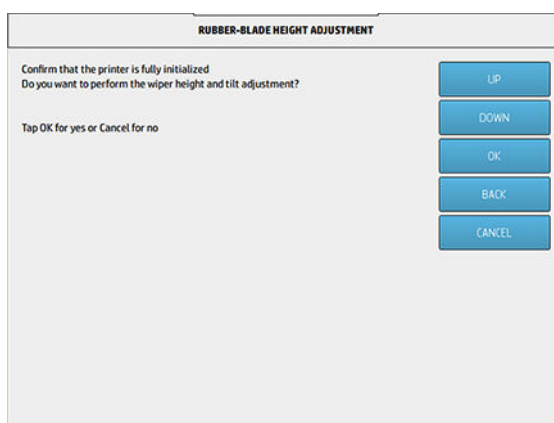 RUBBER-BLADE HEIGHT ADJUSTMENT
Confirm that the printer is fully initialized
Do you want to perform the wiper height and tilt adjustment?
Tap OK for yes or Cancel for no
UP
DOWN
OK
BACK
CANCEL